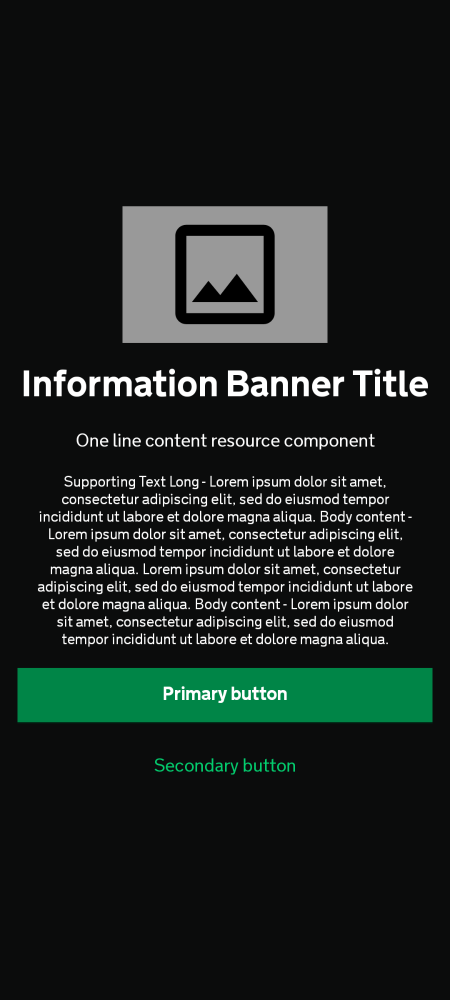 Information Banner Title
One line content resource component
Supporting Text Long - Lorem ipsum dolor sit amet,
consectetur adipiscing elit, sed do eiusmod tempor
incididunt ut labore et dolore magna aliqua. Body content -
Lorem ipsum dolor sit amet, consectetur adipiscing elit,
sed do eiusmod tempor incididunt ut labore et dolore
magna aliqua. Lorem ipsum dolor sit amet, consectetur
adipiscing elit, sed do eiusmod tempor incididunt ut labore
et dolore magna aliqua. Body content - Lorem ipsum dolor
sit amet, consectetur adipiscing elit, sed do eiusmod
tempor incididunt ut labore et dolore magna aliqua.
Primary button
Secondary button